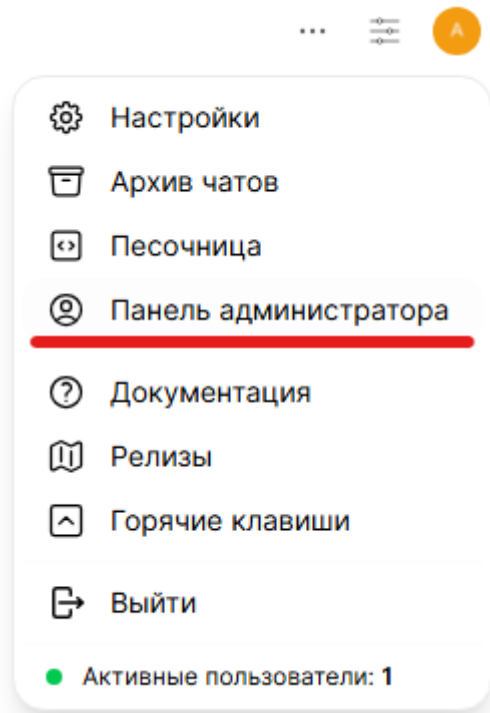 A
Настройки
Архив чатов
Песочница
Панель администратора
Документация
Релизы
Горячие клавиши
Выйти
Активные пользователи: 1